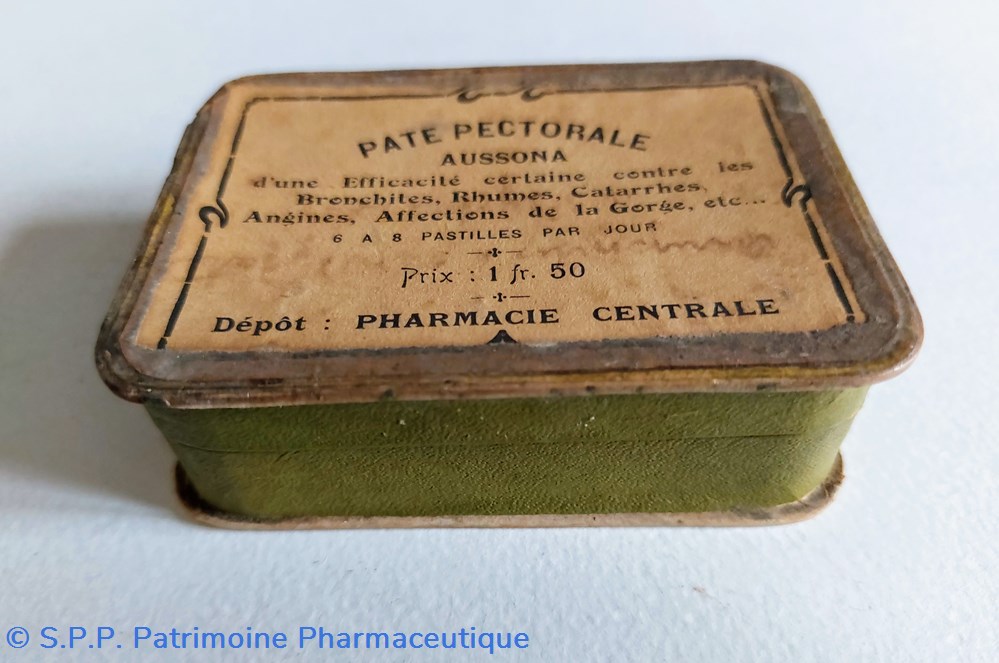 PATE PECTORALE
AUSSONA
d'une Efficacité certaine contre les
Bronchites, Rhumes, Catarrhes,
Angines, Affections de la Gorge, etc...
6 A 8 PASTILLES PAR JOUR
Prix : 1 fr. 50
Dépôt : PHARMACIE CENTRALE
© S.P.P. Patrimoine Pharmaceutique